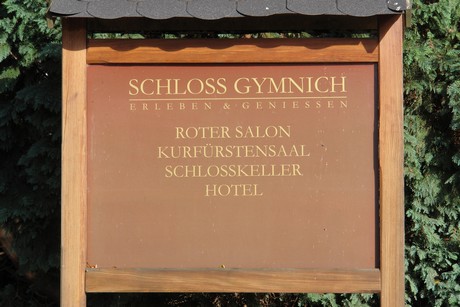 SCHLOSS GYMNICH
ERLEBEN & GENIESSEN
ROTER SALON
KURFÜRSTENSAAL
SCHLOSSKELLER
HOTEL